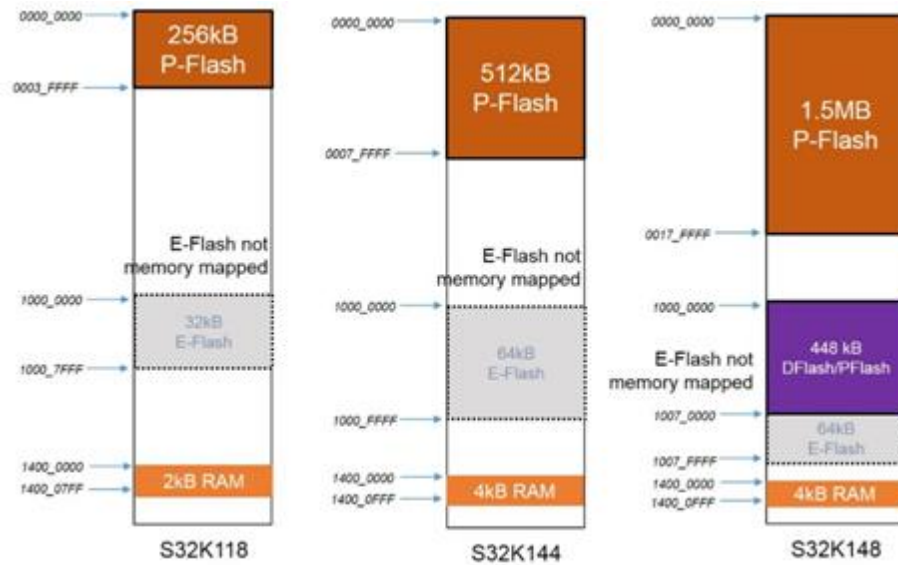 0000_0000
256kB
P-Flash
0003_FFFF
E-Flash not
memory mapped
1000_0000
32kB
E-Flash
1000_7FFF
1400_0000
2kB RAM
1400_07FF
S32K118
0000_0000
512kB
P-Flash
0007_FFFF
E-Flash not
memory mapped
1000_0000
64kB
E-Flash
1000_FFFF
1400_0000
4kB RAM
1400_0FFF
S32K144
0000_0000
1.5MB
P-Flash
0017_FFFF
1000_0000
448 kB
DFlash/PFlash
E-Flash not
memory mapped
1007_0000
64kB
E-Flash
1007_FFFF
1400_0000
4kB RAM
1400_0FFF
S32K148